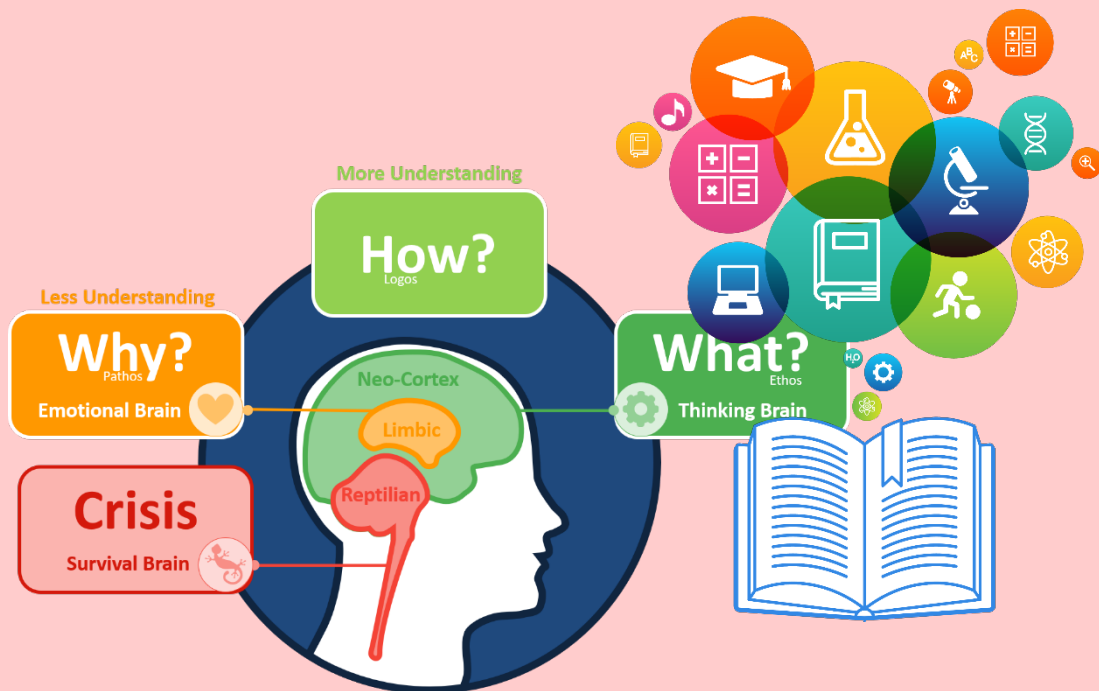 ABC
More Understanding
How?
Logos
Less Understanding
Why?
Pathos
Emotional Brain
What?
Ethos
Thinking Brain
H₂O
Neo-Cortex
Limbic
Reptilian
Crisis
Survival Brain